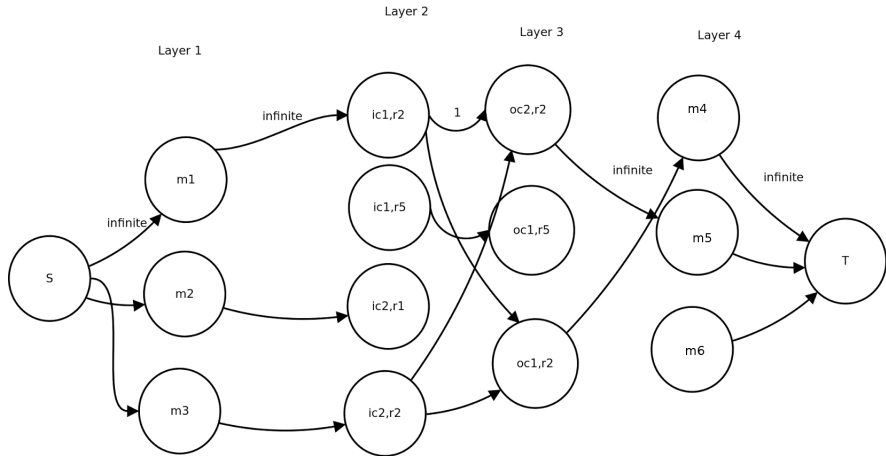 Layer 2
Layer 3
Layer 4
Layer 1
infinite
ic1,r2
1
oc2,r2
m4
m1
infinite
infinite
ic1,r5
infinite
oc1,r5
m5
S
m2
ic2,r1
T
oc1,r2
m6
m3
ic2,r2